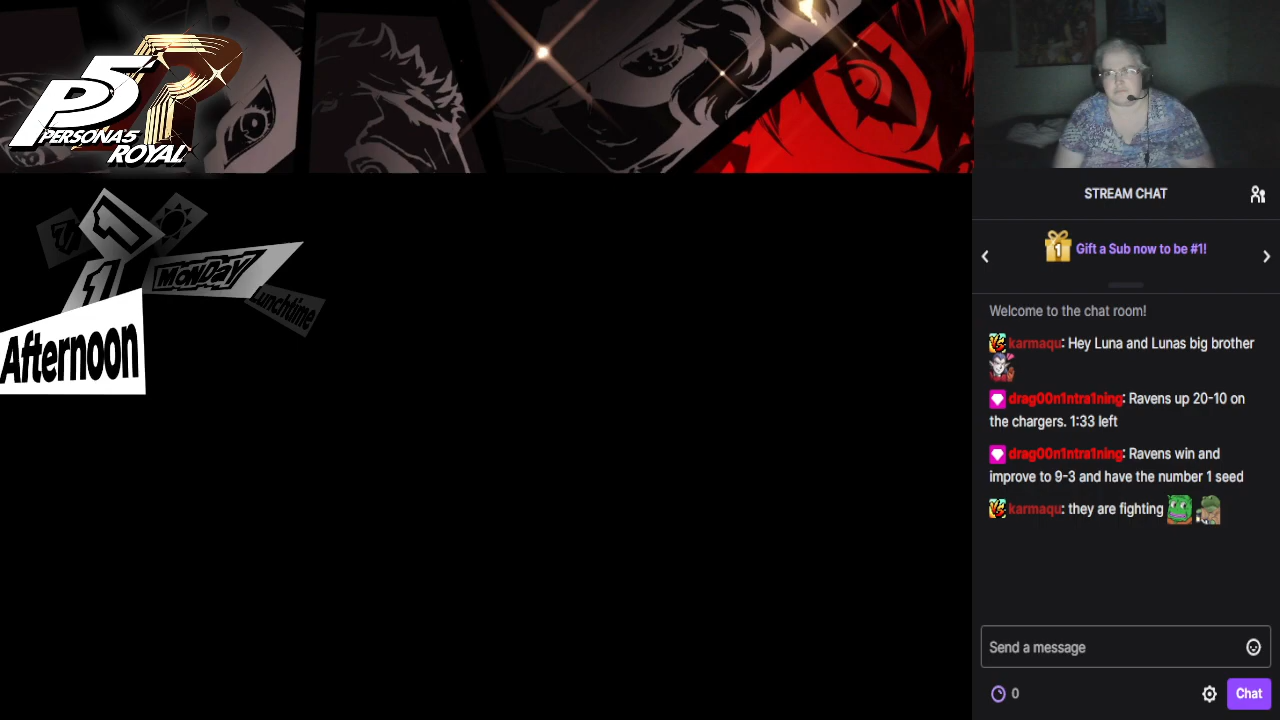 P5R
PERSONA5
ROYAL
11
7
1
MONDAY
Lunchtime
Afternoon
STREAM CHAT
1
Gift a Sub now to be #1!
Welcome to the chat room!
karmaqu: Hey Luna and Lunas big brother
drag00n1ntra1ning: Ravens up 20-10 on
the chargers. 1:33 left
drag00n1ntra1ning: Ravens win and
improve to 9-3 and have the number 1 seed
karmaqu: they are fighting
Send a message
0
Chat